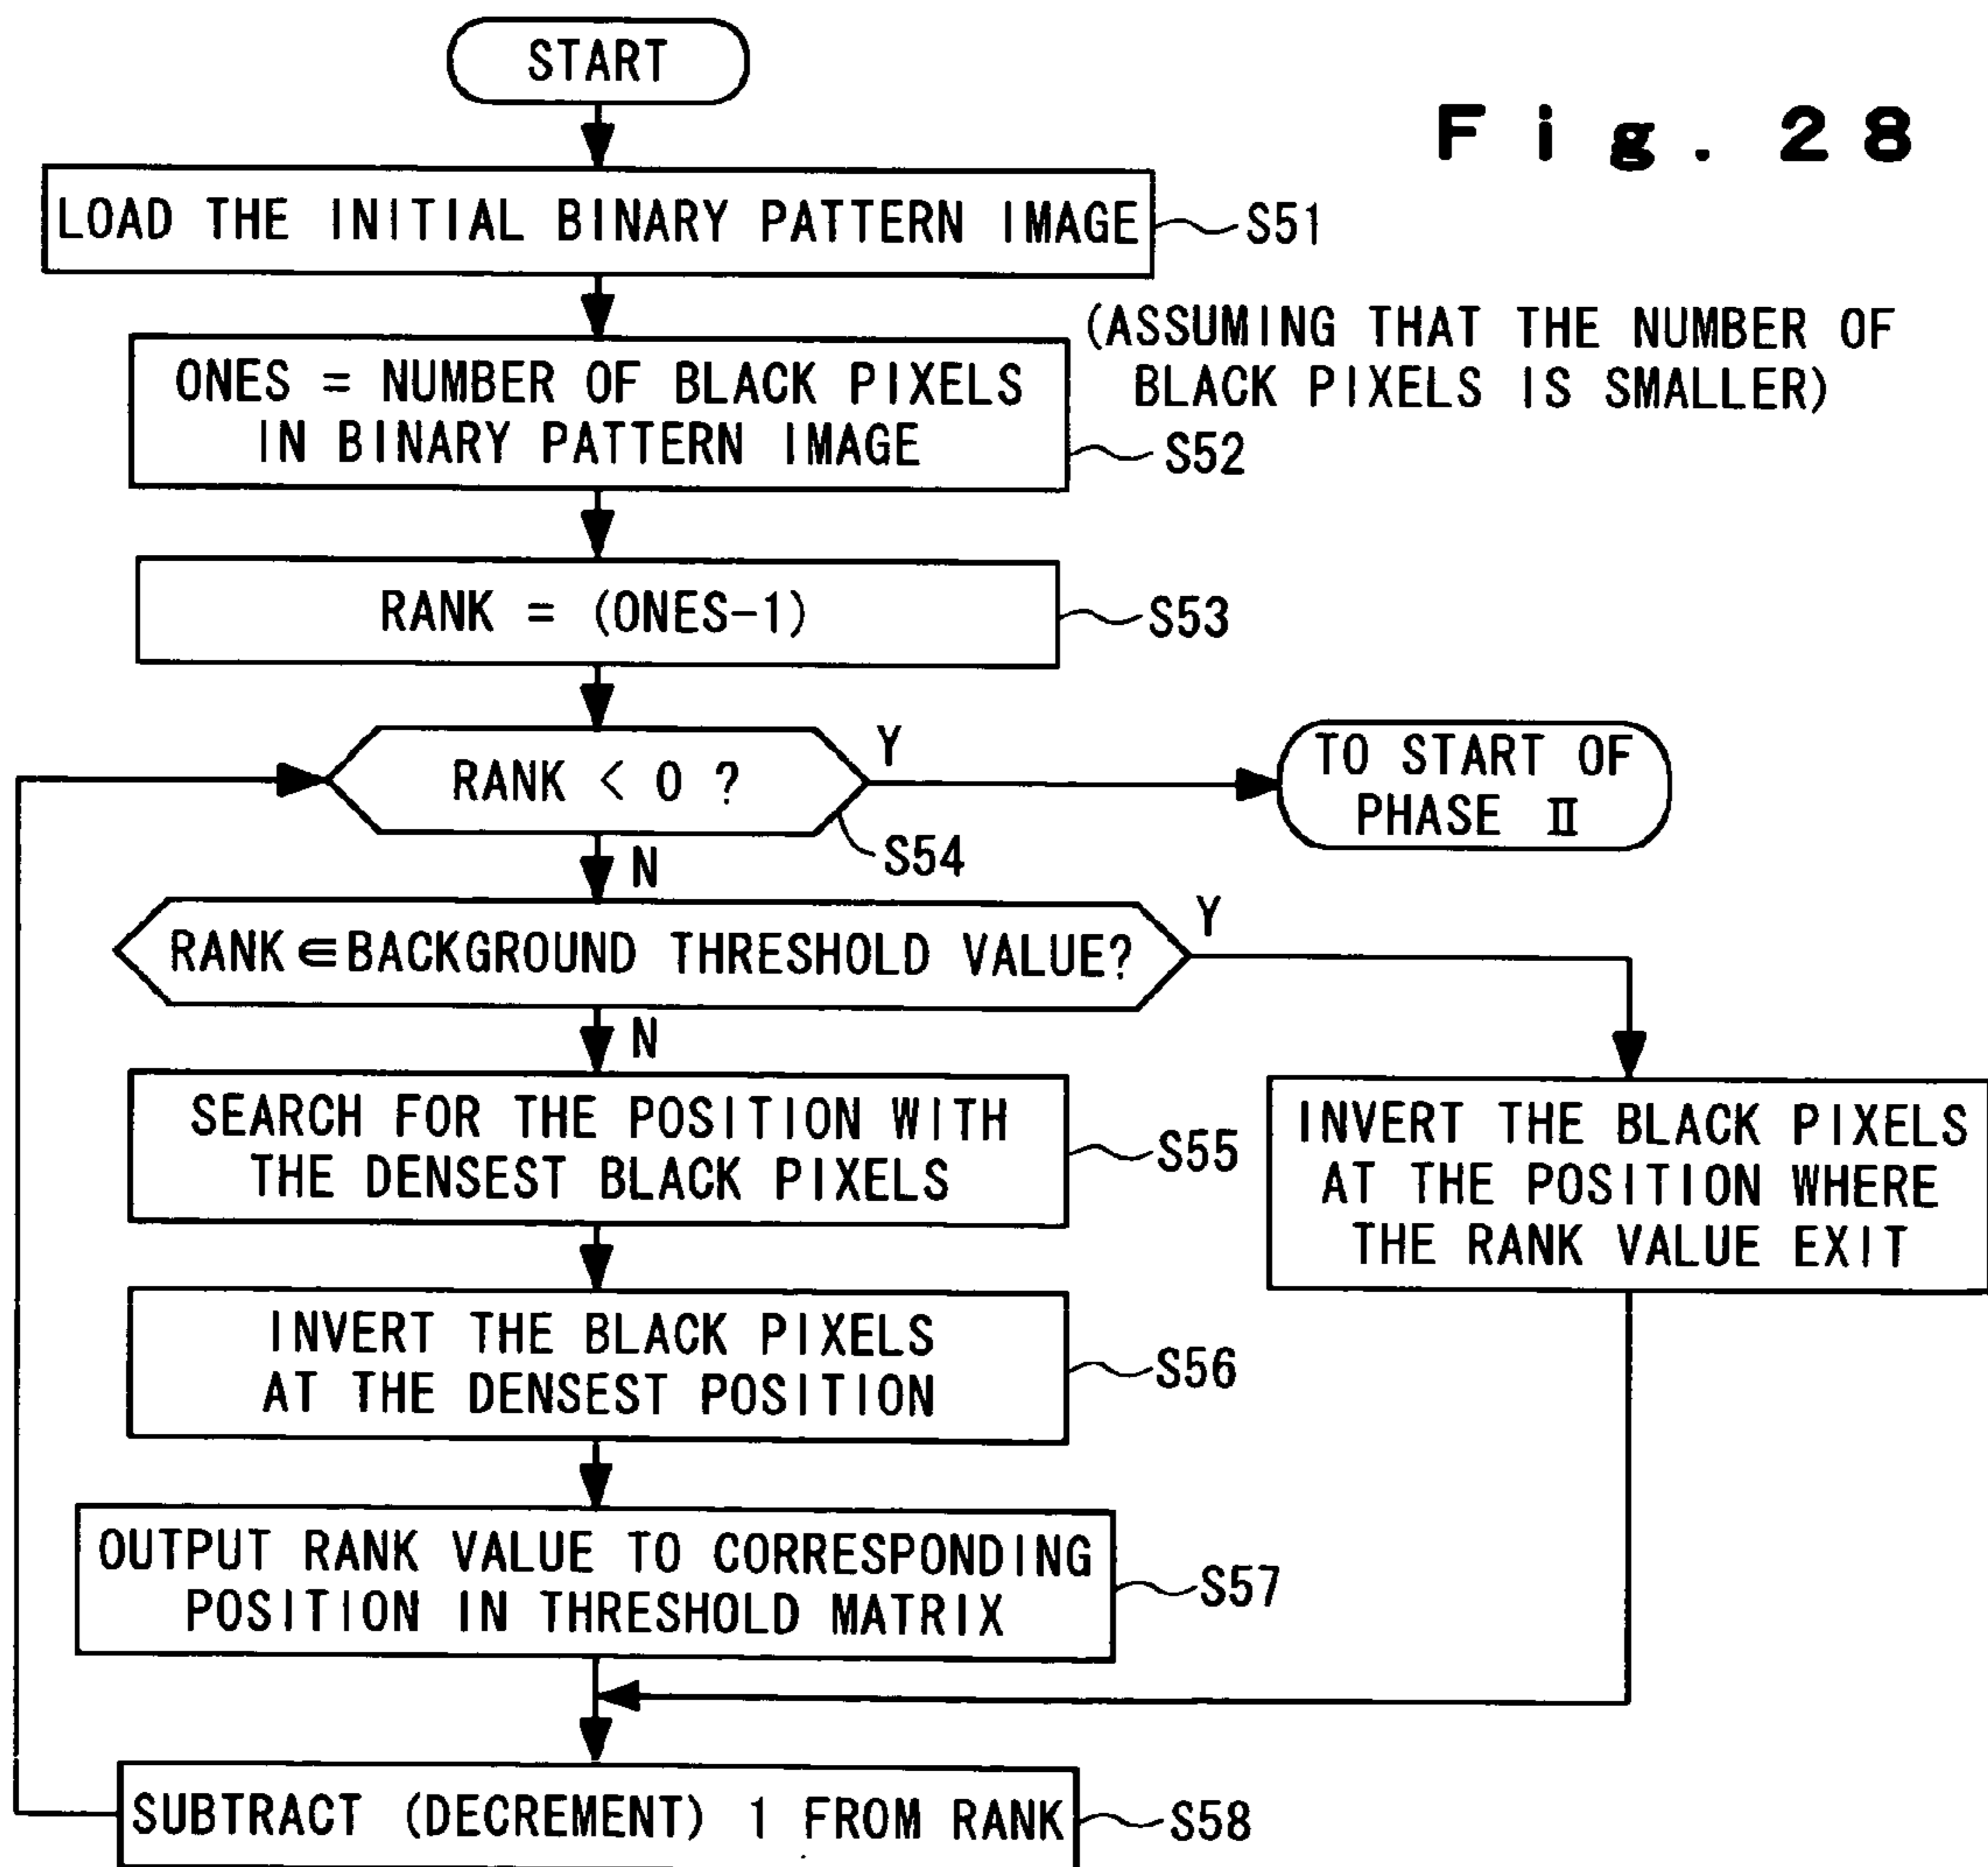 START
Fig. 28
LOAD THE INITIAL BINARY PATTERN IMAGE
S51
(ASSUMING THAT THE NUMBER OF
BLACK PIXELS IS SMALLER)
ONES = NUMBER OF BLACK PIXELS
IN BINARY PATTERN IMAGE
S52
RANK = (ONES-1)
S53
RANK < 0 ?
Y
TO START OF
PHASE Ⅱ
S54
N
RANK∈BACKGROUND THRESHOLD VALUE?
Y
N
SEARCH FOR THE POSITION WITH
THE DENSEST BLACK PIXELS
S55
INVERT THE BLACK PIXELS
AT THE POSITION WHERE
THE RANK VALUE EXIT
INVERT THE BLACK PIXELS
AT THE DENSEST POSITION
S56
OUTPUT RANK VALUE TO CORRESPONDING
POSITION IN THRESHOLD MATRIX
S57
SUBTRACT (DECREMENT) 1 FROM RANK
S58